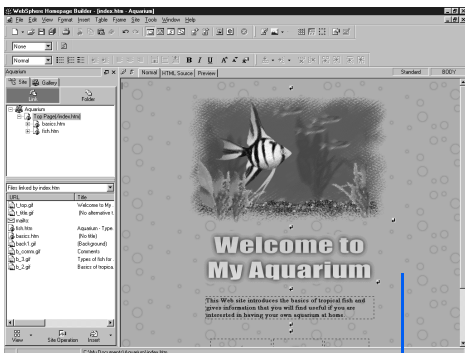 WebSphere Homepage Builder - [index.htm - Aquarium]
File Edit View Format Insert Table Frame Site Tools Window Help
None
Normal
B I U
Aquarium
Normal HTML Source Preview
Standard BODY
Site Gallery
Link Folder
Aquarium
Top Page(/index.htm)
basics.htm
fish.htm
Files linked by index.htm
URL Title
t_top.gif Welcome to My
t_title.gif (No alternative t
mailto:
fish.htm Aquarium - Type
basics.htm (No title)
back1.gif (Background)
b_comm.gif Comments
b_3.gif Types of fish for
b_2.gif Basics of tropica
View Site Operation Insert
Welcome to
My Aquarium
This Web site introduces the basics of tropical fish and
gives information that you will find useful if you are
interested in having your own aquarium at home